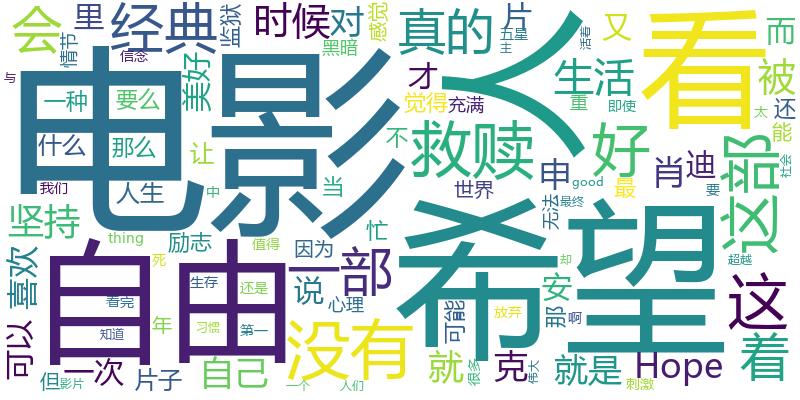 会
里
经典
监狱
时候
对
感觉
片
五星
主
活着
又
看
而
被
还
能
太
与
情节
信念
美好
黑暗
真的
才
人
生活
重
即使
电影
一种
要么
什么
那么
觉得
充满
不
救赎
好
让
我们
人生
中
当
世界
申
good
肖
迪
最
要
这部
社会
坚持
thing
励志
值得
因为
忙
无法
最终
希望
喜欢
自由
死
生存
还是
一部
说
心理
安
却
超越
这
看完
知道
年
习惯
第一
没有
可能
那
放弃
啊
着
可以
一次
但
影片
片子
自己
一个
人们
就
很多
克
伟大
就是
刺激
Hope